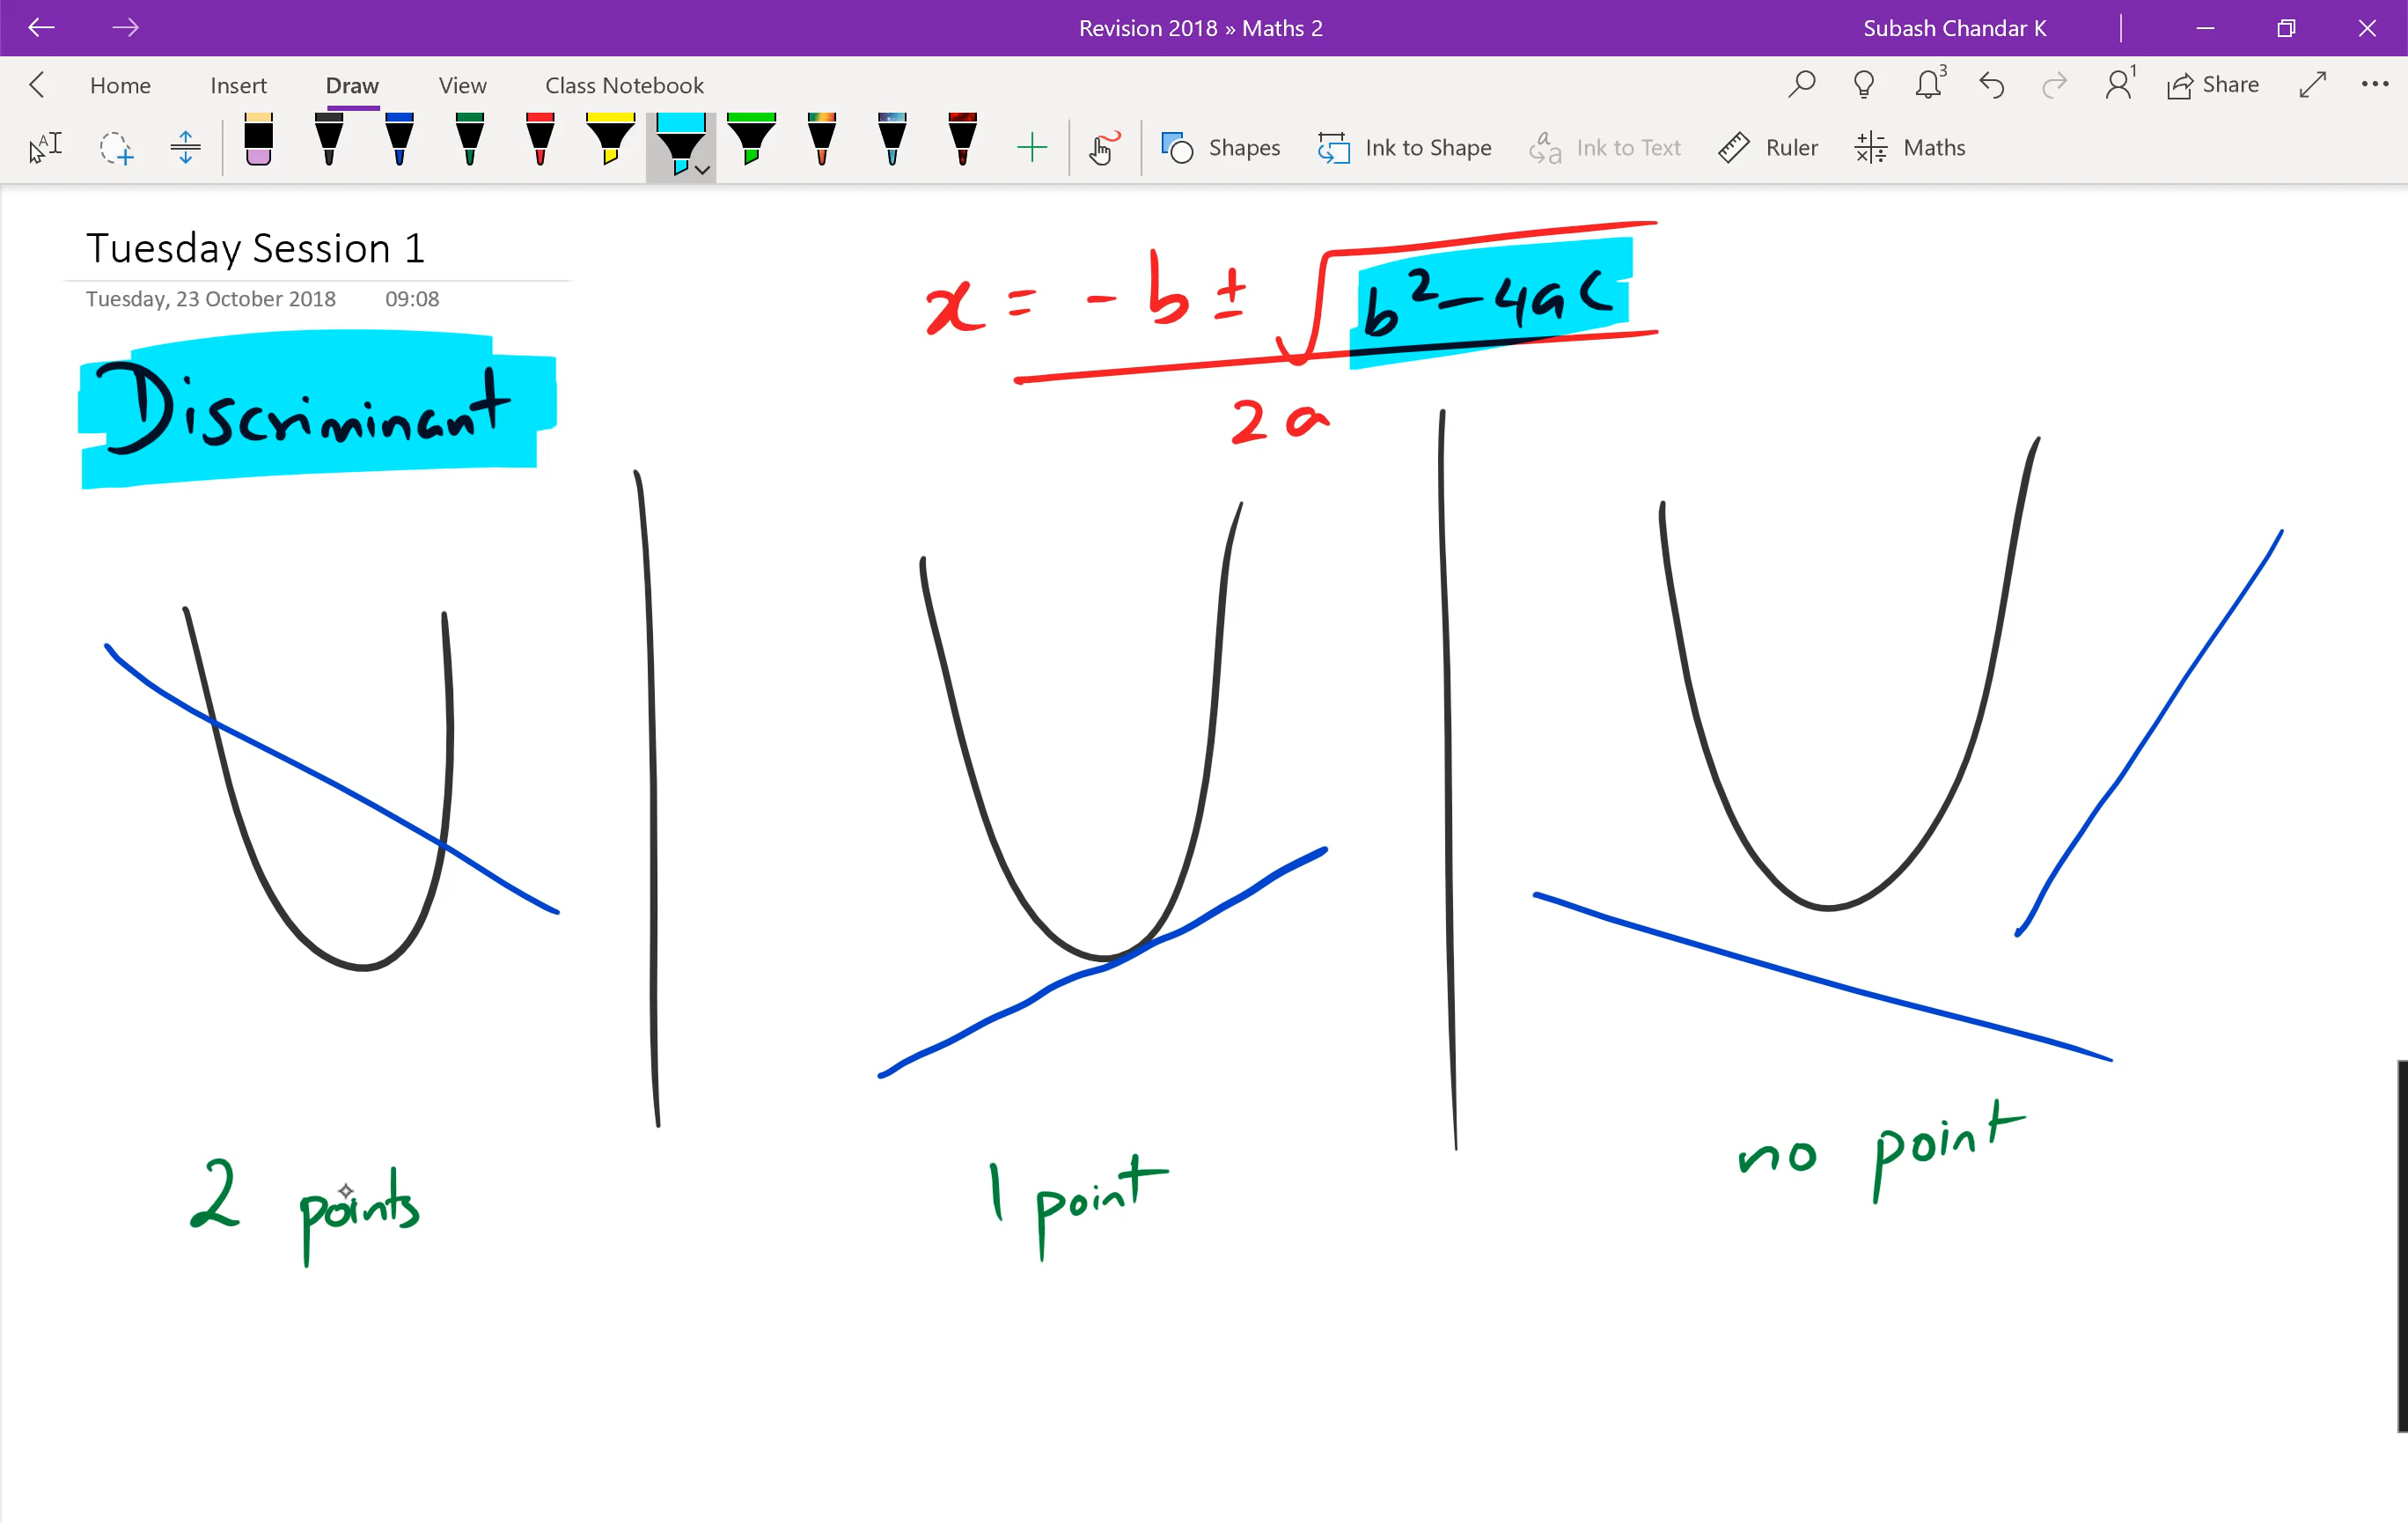 Revision 2018 » Maths 2
Subash Chandar K
Home Insert Draw View Class Notebook
3 1 Share
Shapes Ink to Shape Ink to Text Ruler Maths
Tuesday Session 1
Tuesday, 23 October 2018 09:08
x = -b ± √b²-4ac
2a
Discriminant
2 points
1 point
no point